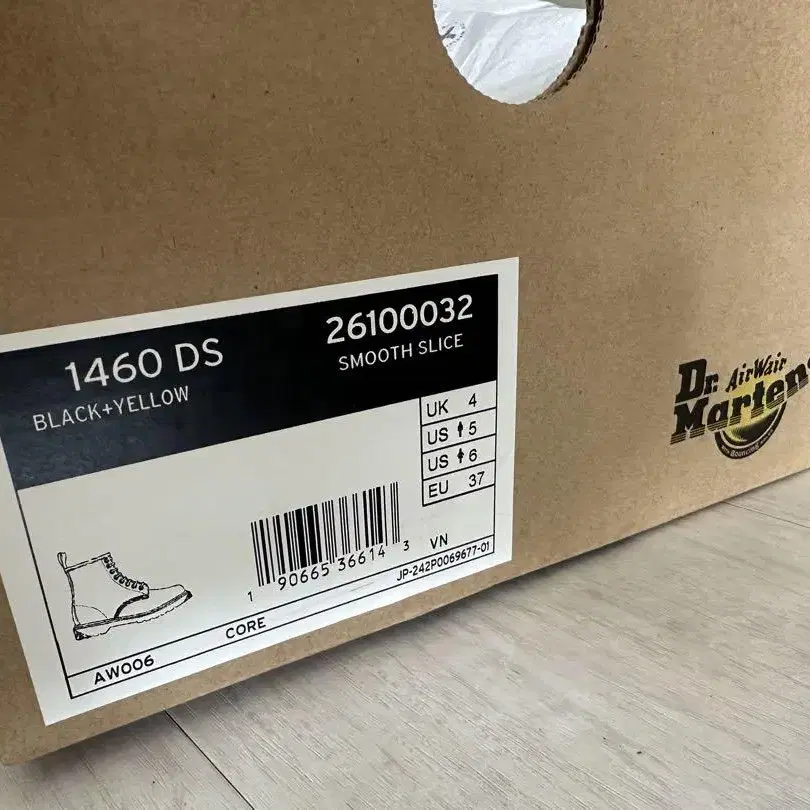 1460 DS
26100032
BLACK+YELLOW
SMOOTH SLICE
UK 4
US 5
US 6
EU 37
1 90665 36614 3
VN
JP-242P0069677-01
AW006
CORE
Dr. AirWair
Martens